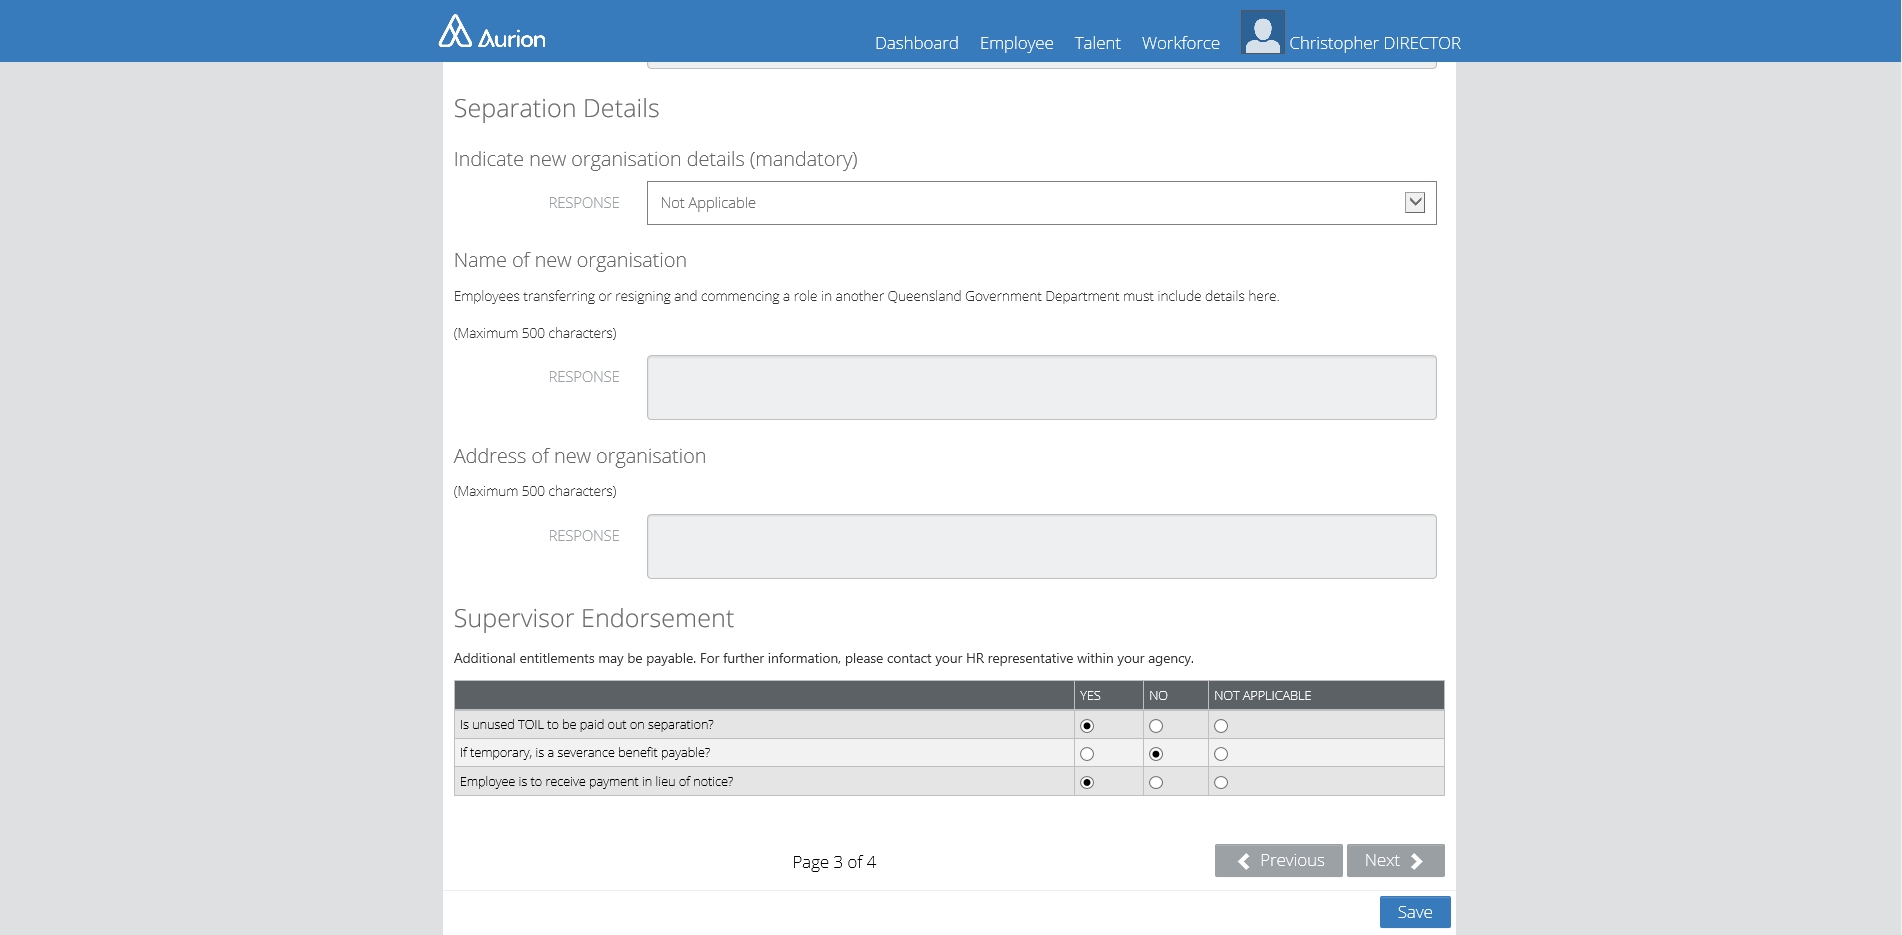 Aurion
Dashboard Employee Talent Workforce Christopher DIRECTOR
Separation Details
Indicate new organisation details (mandatory)
RESPONSE Not Applicable
Name of new organisation
Employees transferring or resigning and commencing a role in another Queensland Government Department must include details here.
(Maximum 500 characters)
RESPONSE
Address of new organisation
(Maximum 500 characters)
RESPONSE
Supervisor Endorsement
Additional entitlements may be payable. For further information, please contact your HR representative within your agency.
YES NO NOT APPLICABLE
Is unused TOIL to be paid out on separation?
If temporary, is a severance benefit payable?
Employee is to receive payment in lieu of notice?
Page 3 of 4 Previous Next
Save